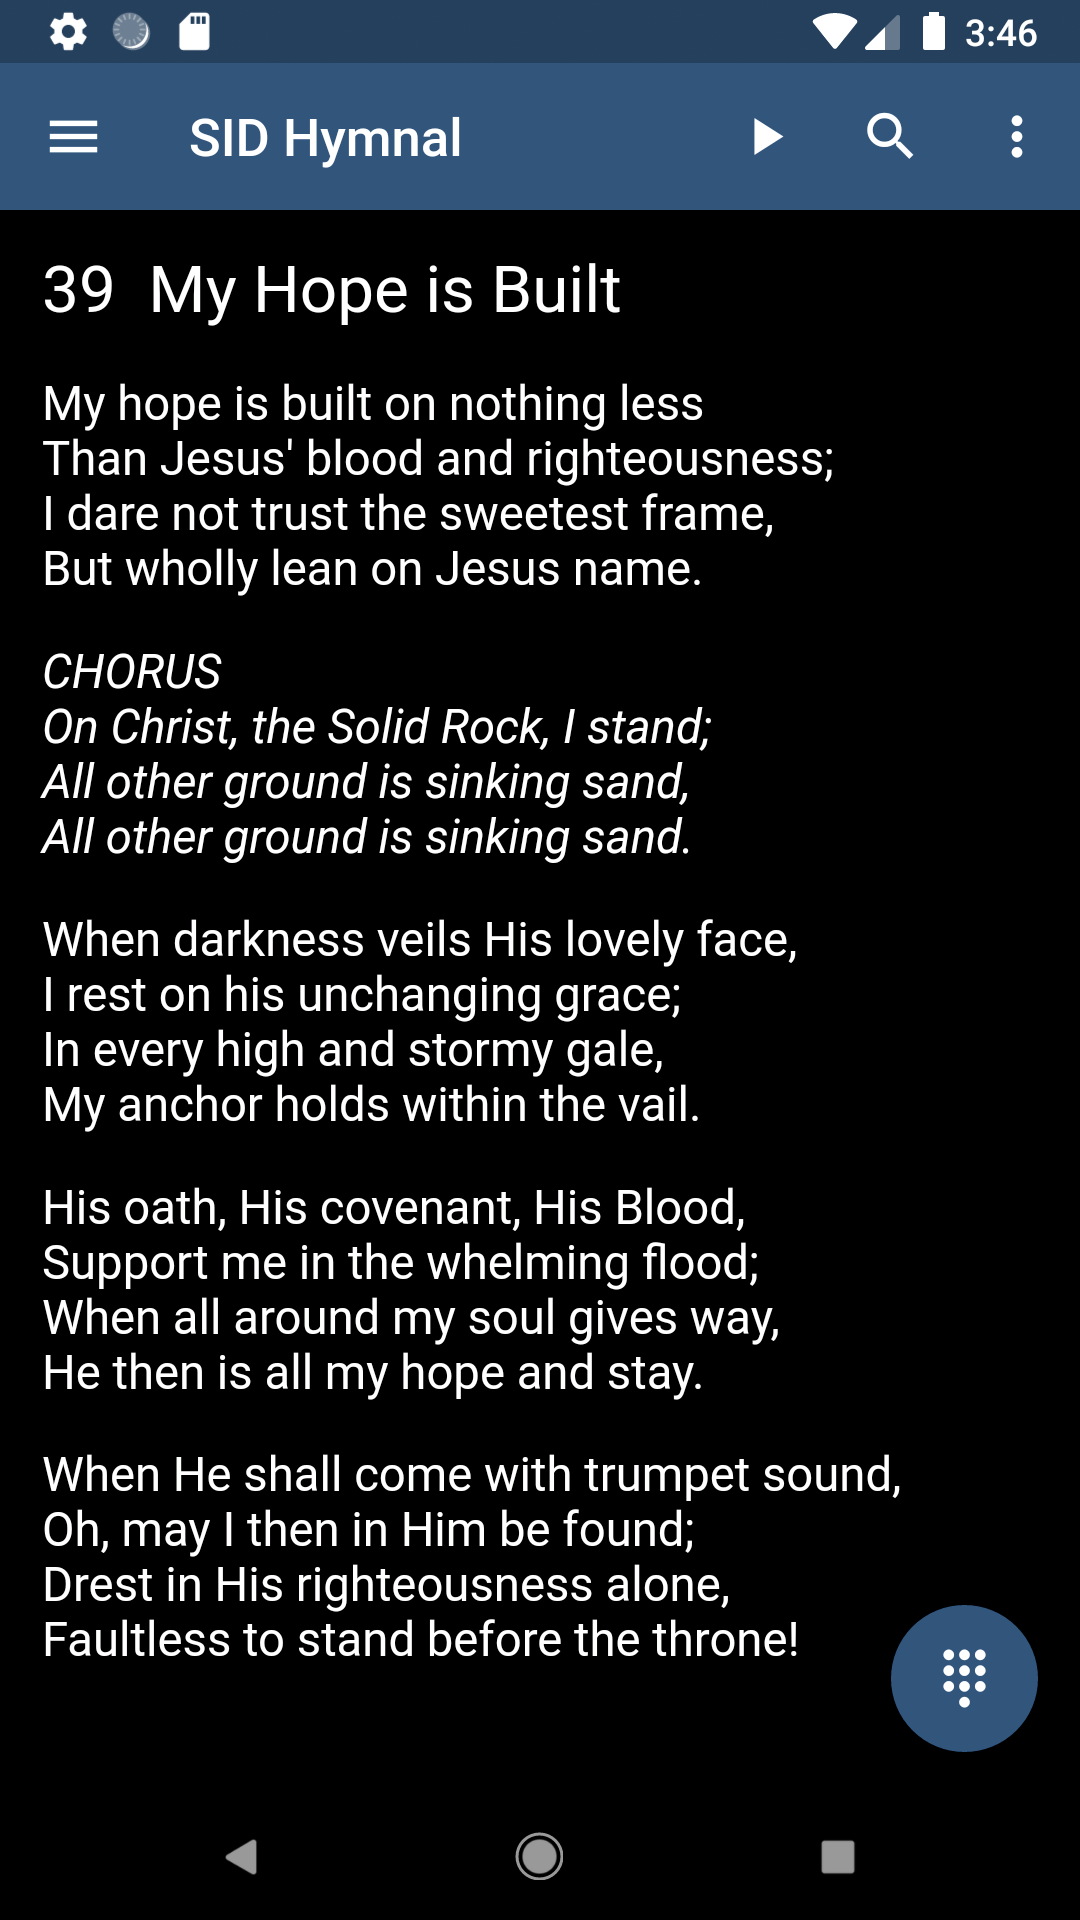 3:46
SID Hymnal
39 My Hope is Built
My hope is built on nothing less
Than Jesus' blood and righteousness;
I dare not trust the sweetest frame,
But wholly lean on Jesus name.
CHORUS
On Christ, the Solid Rock, I stand;
All other ground is sinking sand,
All other ground is sinking sand.
When darkness veils His lovely face,
I rest on his unchanging grace;
In every high and stormy gale,
My anchor holds within the vail.
His oath, His covenant, His Blood,
Support me in the whelming flood;
When all around my soul gives way,
He then is all my hope and stay.
When He shall come with trumpet sound,
Oh, may I then in Him be found;
Drest in His righteousness alone,
Faultless to stand before the throne!